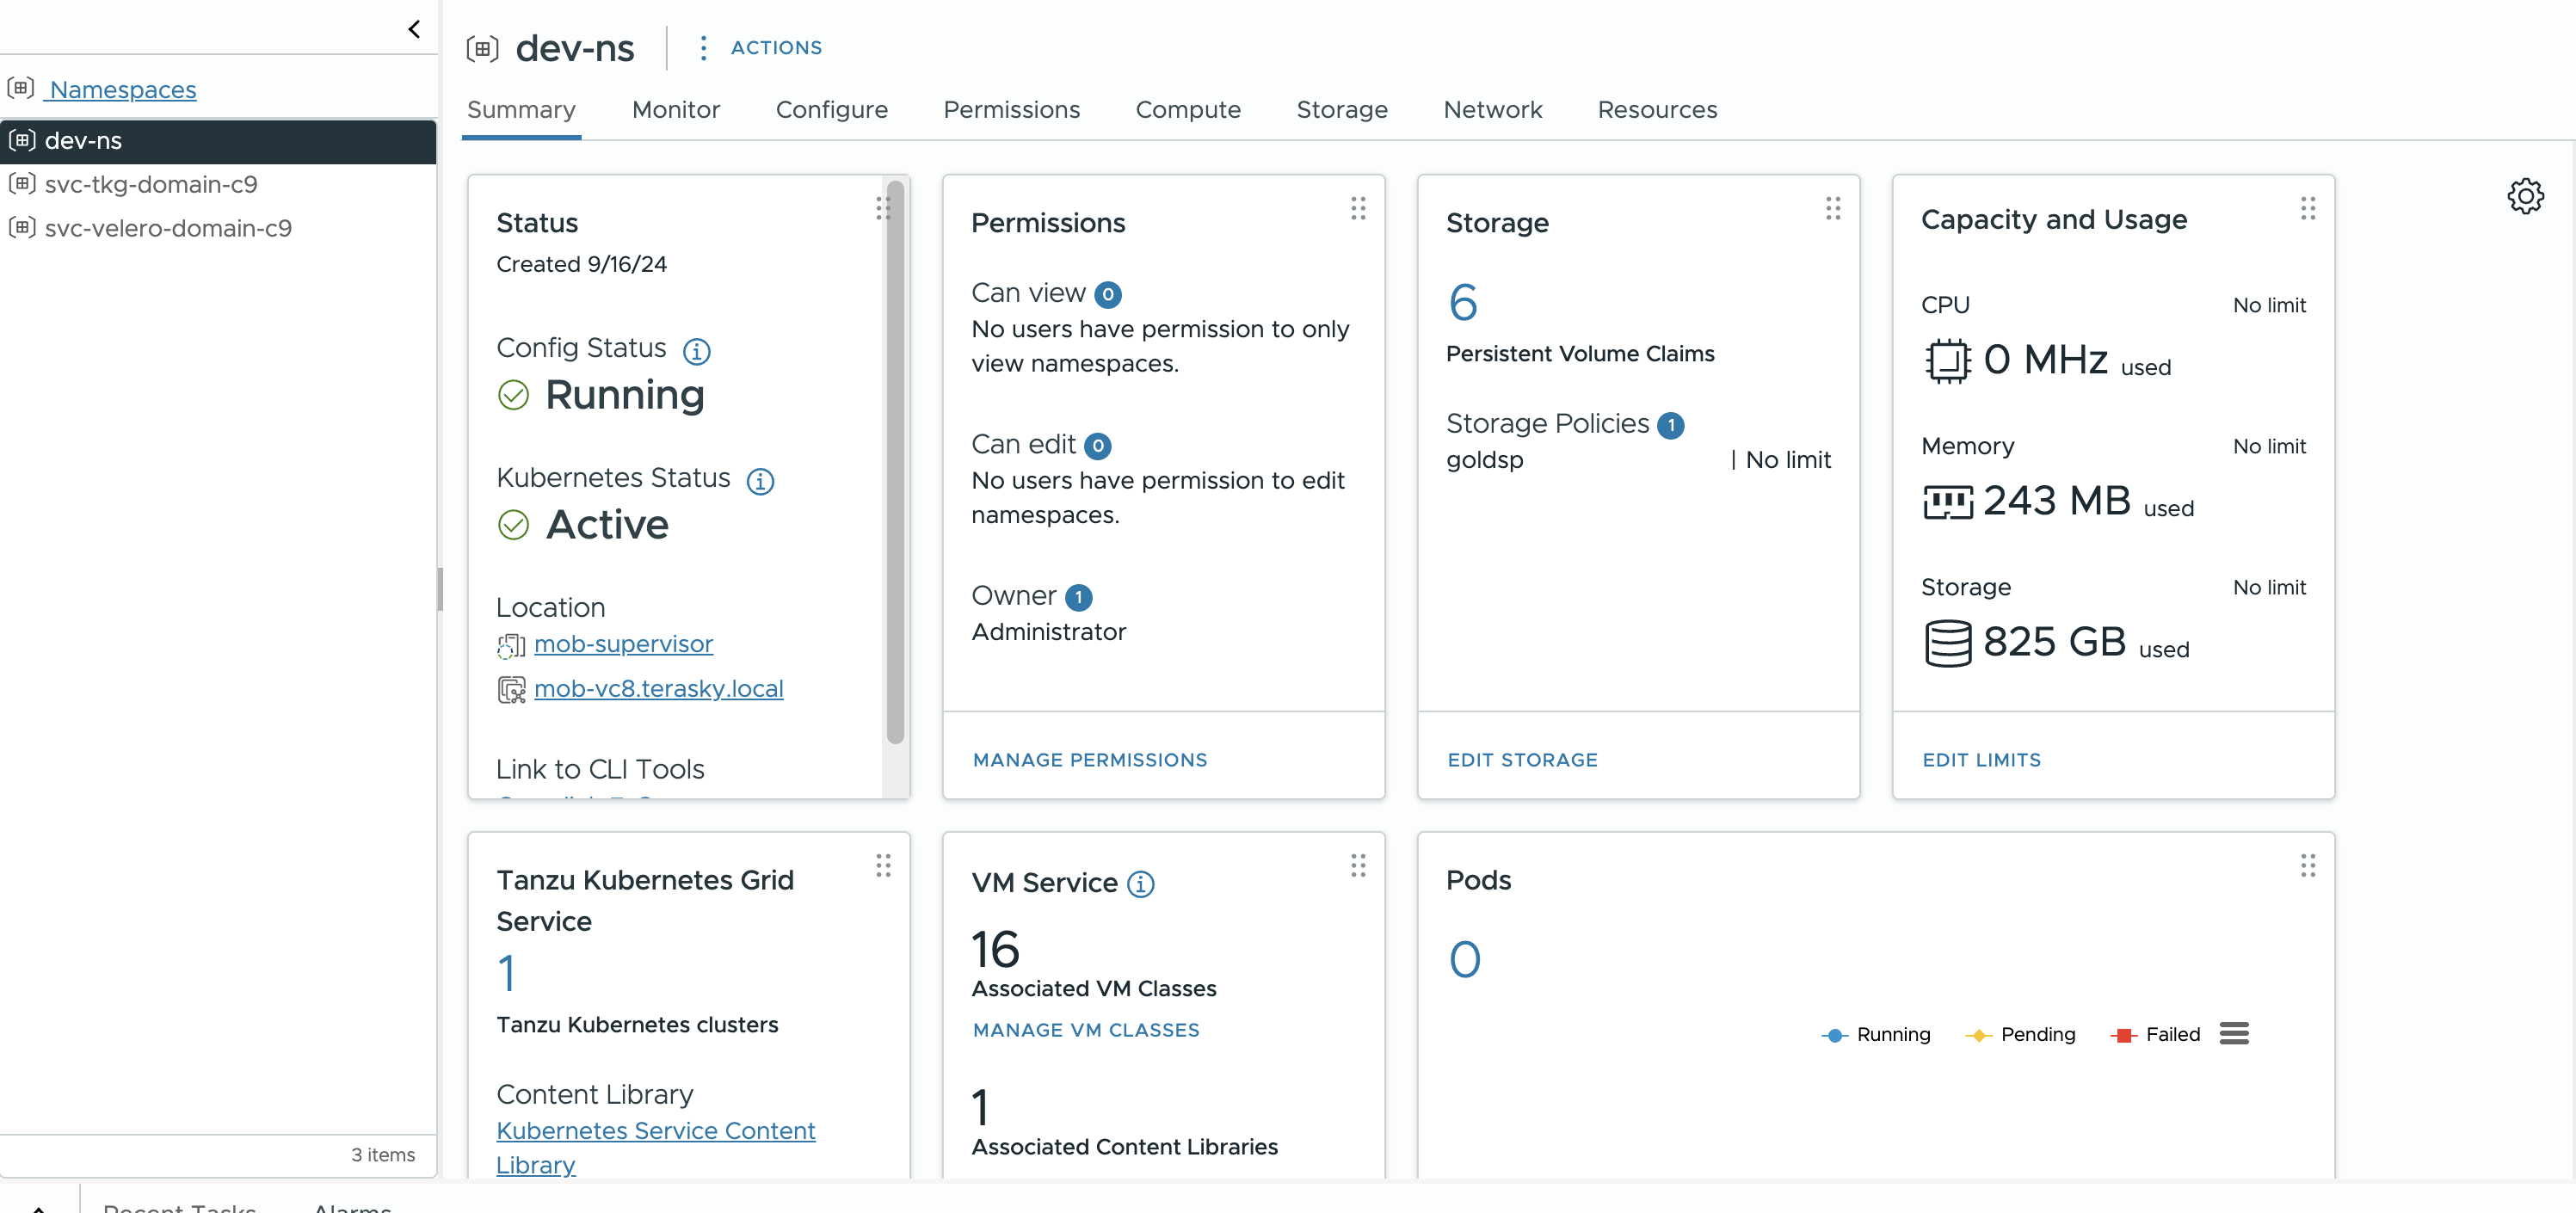 dev-ns
ACTIONS
Namespaces
dev-ns
svc-tkg-domain-c9
svc-velero-domain-c9
3 items
Summary
Monitor
Configure
Permissions
Compute
Storage
Network
Resources
Status
Created 9/16/24
Config Status
Running
Kubernetes Status
Active
Location
mob-supervisor
mob-vc8.terasky.local
Link to CLI Tools
Permissions
Can view 0
No users have permission to only
view namespaces.
Can edit 0
No users have permission to edit
namespaces.
Owner 1
Administrator
MANAGE PERMISSIONS
Storage
6
Persistent Volume Claims
Storage Policies 1
goldsp | No limit
EDIT STORAGE
Capacity and Usage
CPU No limit
0 MHz used
Memory No limit
243 MB used
Storage No limit
825 GB used
EDIT LIMITS
Tanzu Kubernetes Grid
Service
1
Tanzu Kubernetes clusters
Content Library
Kubernetes Service Content
Library
VM Service
16
Associated VM Classes
MANAGE VM CLASSES
1
Associated Content Libraries
Pods
0
Running
Pending
Failed
Recent Tasks
Alarms